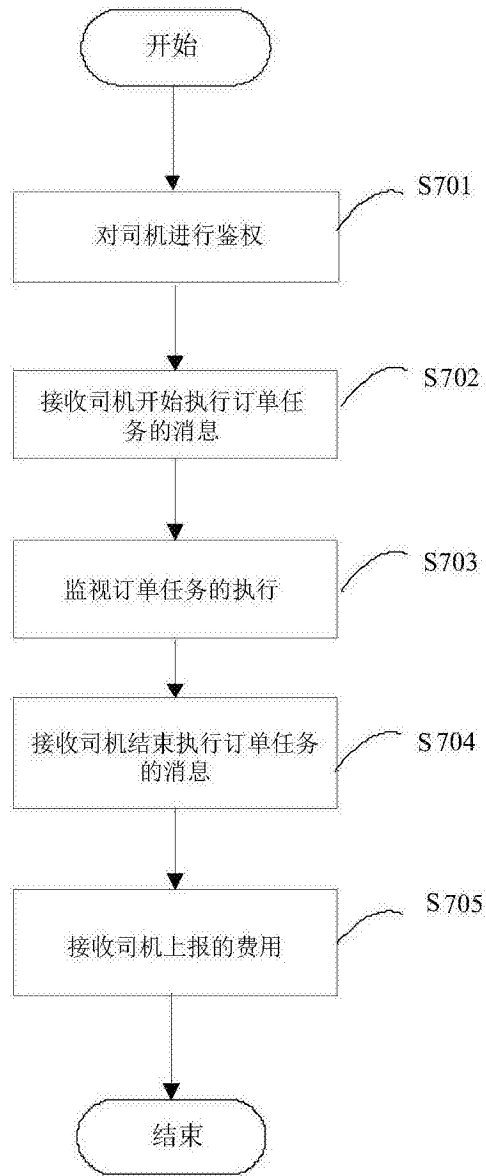 开始
S701
对司机进行鉴权
S702
接收司机开始执行订单任
务的消息
S703
监视订单任务的执行
S704
接收司机结束执行订单任务
的消息
S705
接收司机上报的费用
结束